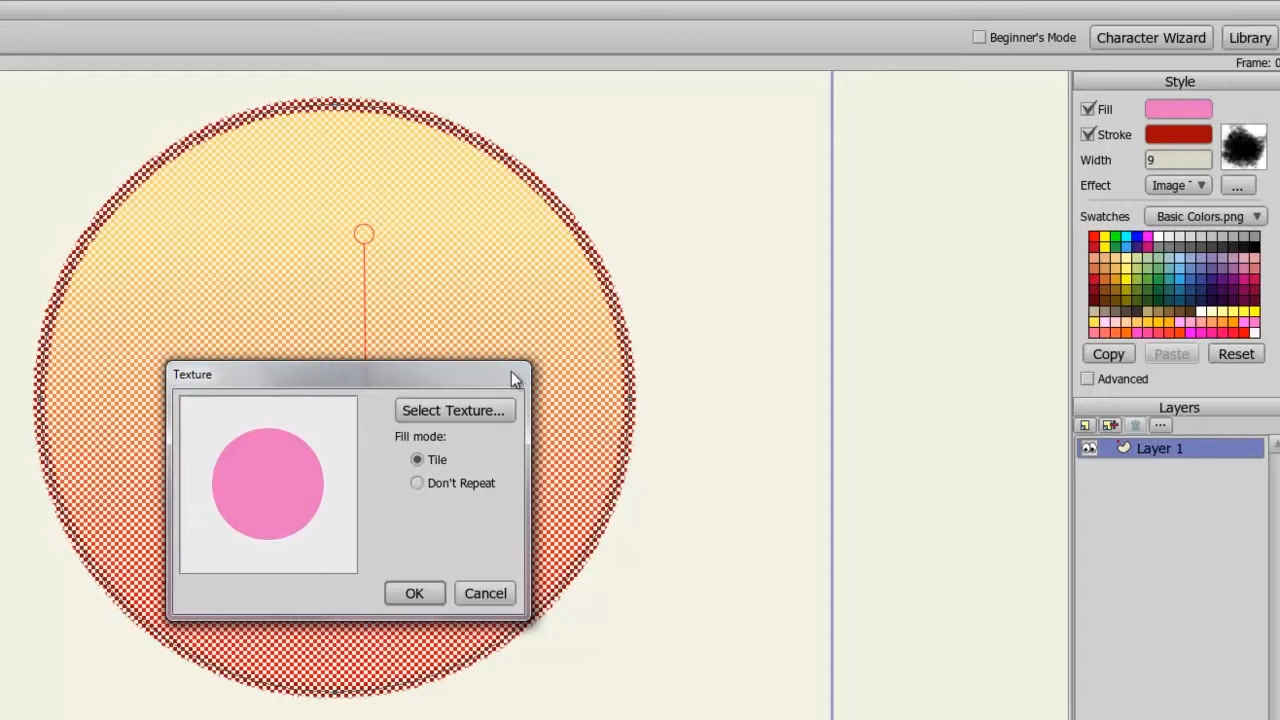 Beginner's Mode
Character Wizard
Library
Frame: 0
Style
Fill
Stroke
Width
9
Effect
Image
...
Swatches
Basic Colors.png
Copy
Paste
Reset
Advanced
Layers
Layer 1
Texture
Select Texture...
Fill mode:
Tile
Don't Repeat
OK
Cancel